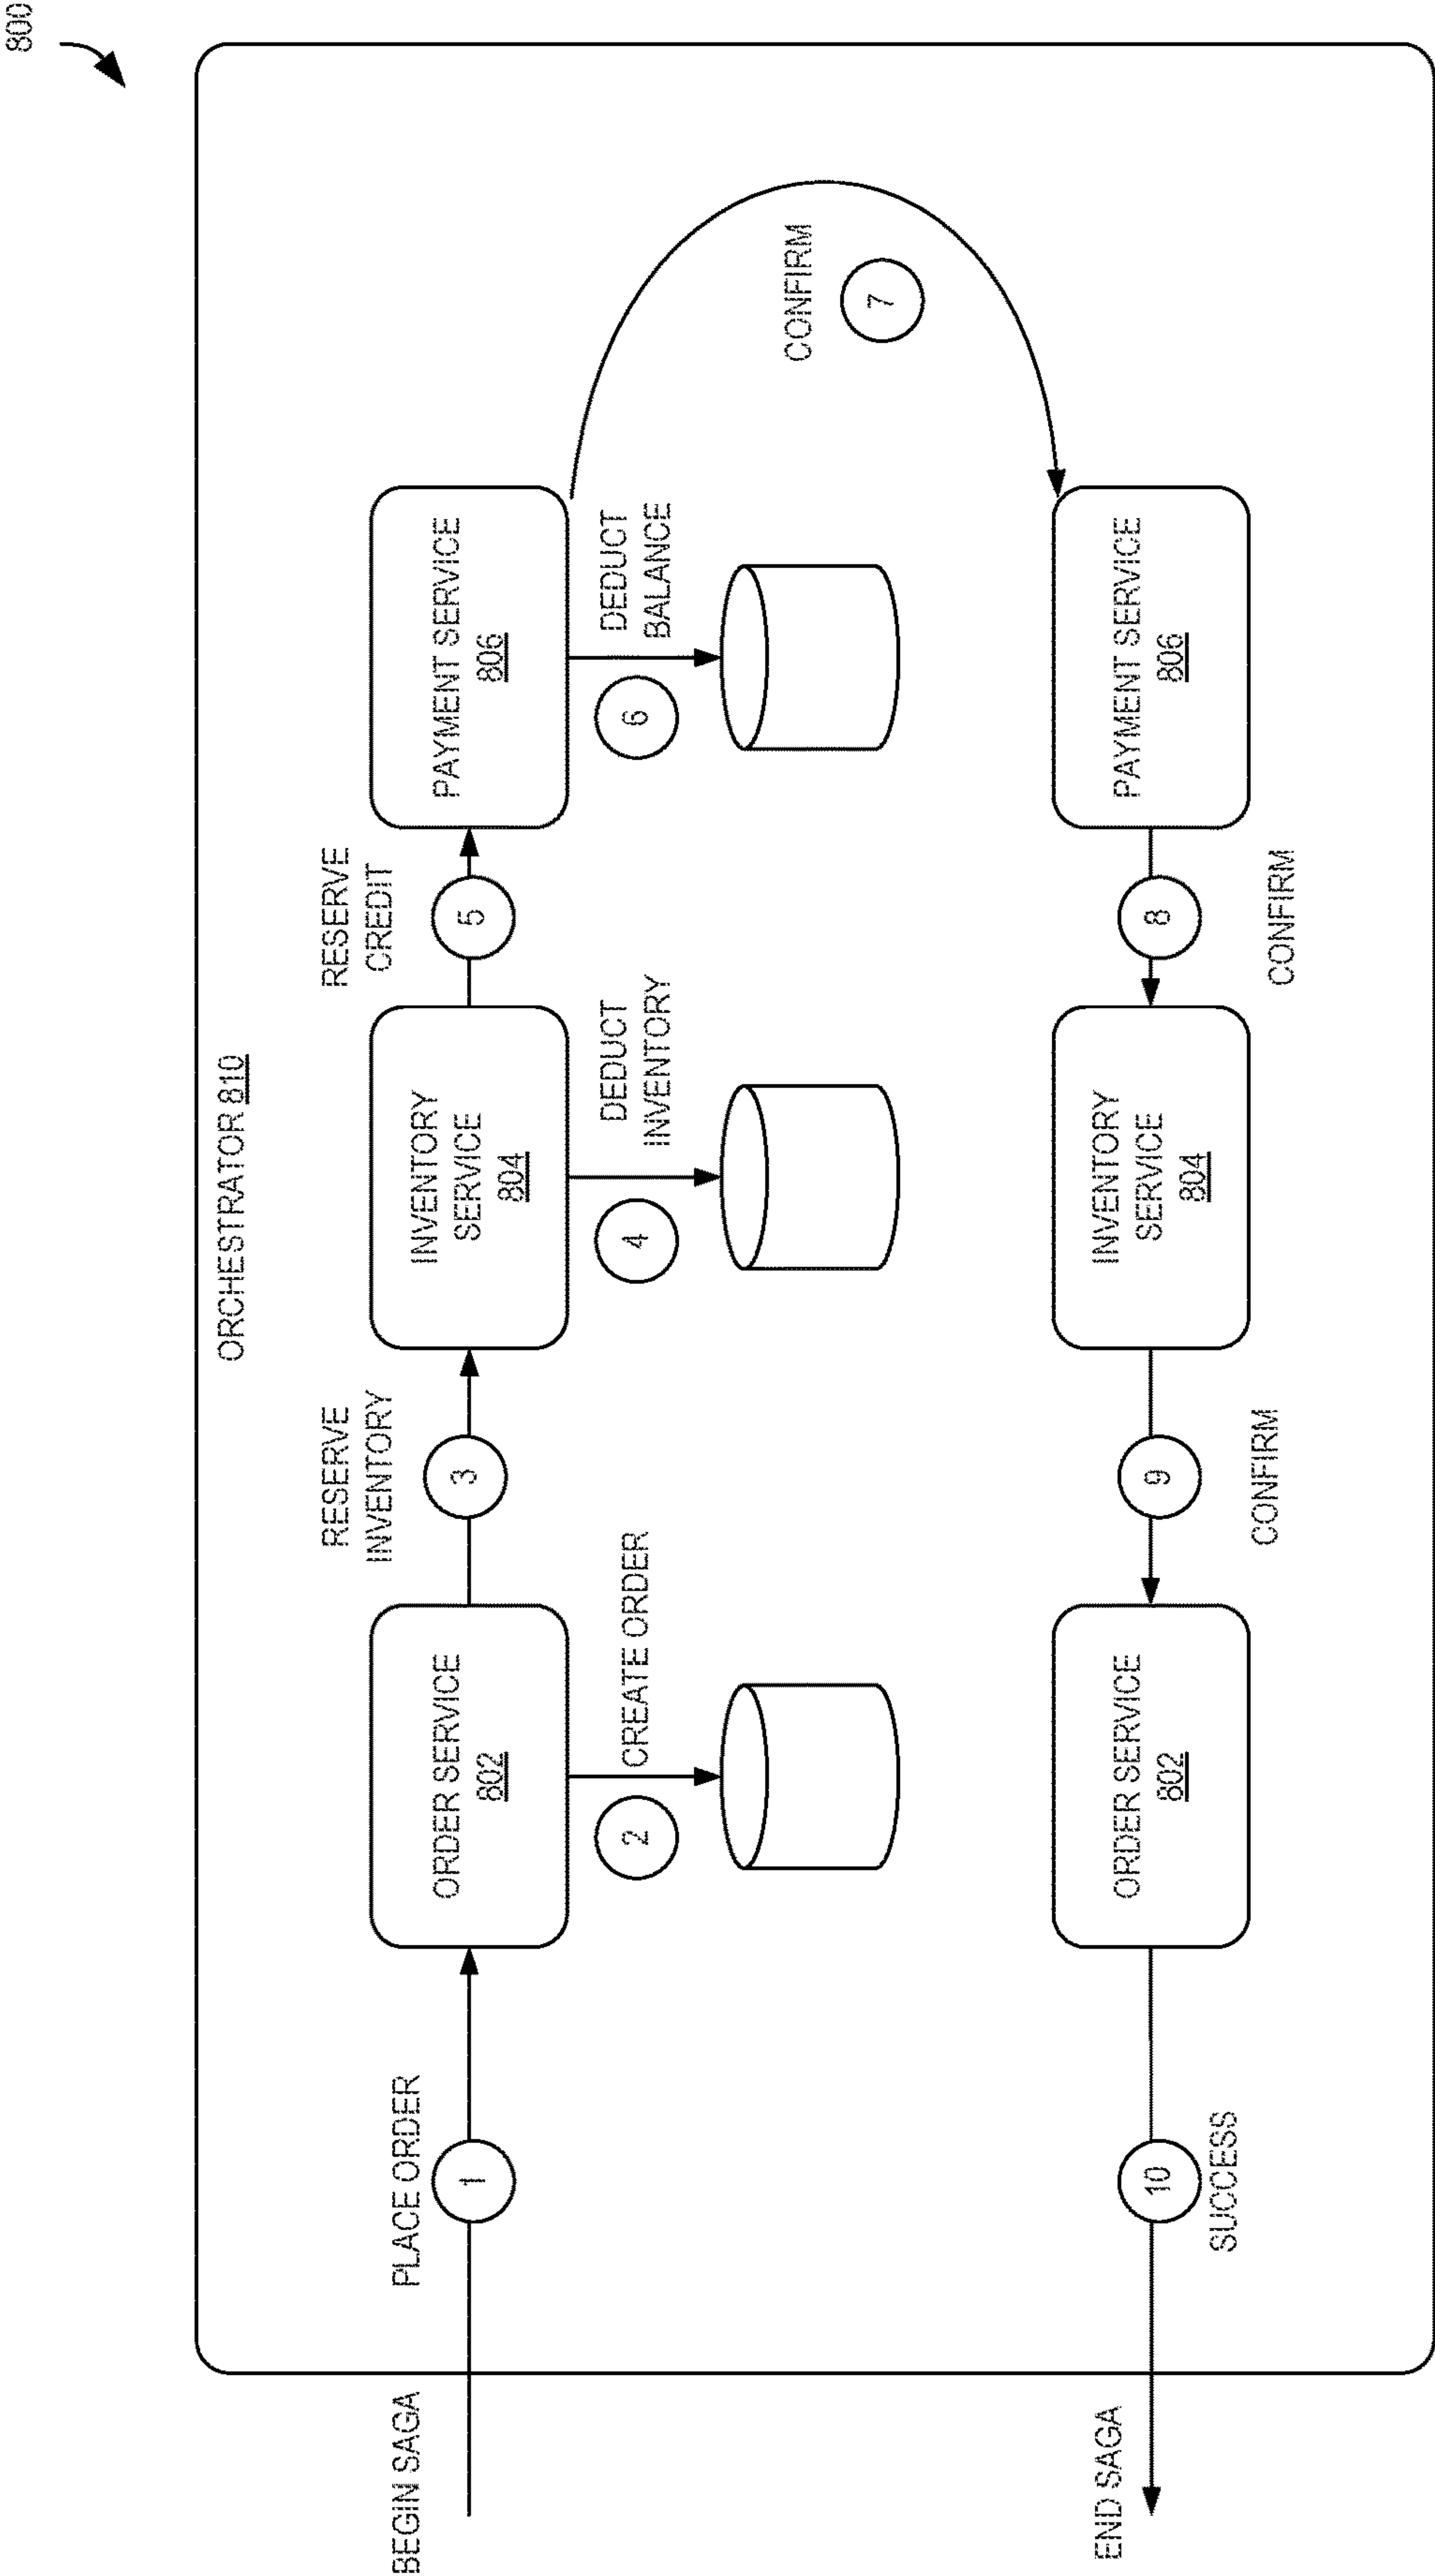 800
ORCHESTRATOR 810
BEGIN SAGA
PLACE ORDER
1
ORDER SERVICE
802
2
CREATE ORDER
RESERVE
INVENTORY
3
INVENTORY
SERVICE
804
4
DEDUCT
INVENTORY
RESERVE
CREDIT
5
PAYMENT SERVICE
806
6
DEDUCT
BALANCE
CONFIRM
7
PAYMENT SERVICE
806
8
CONFIRM
INVENTORY
SERVICE
804
9
CONFIRM
ORDER SERVICE
802
10
SUCCESS
END SAGA